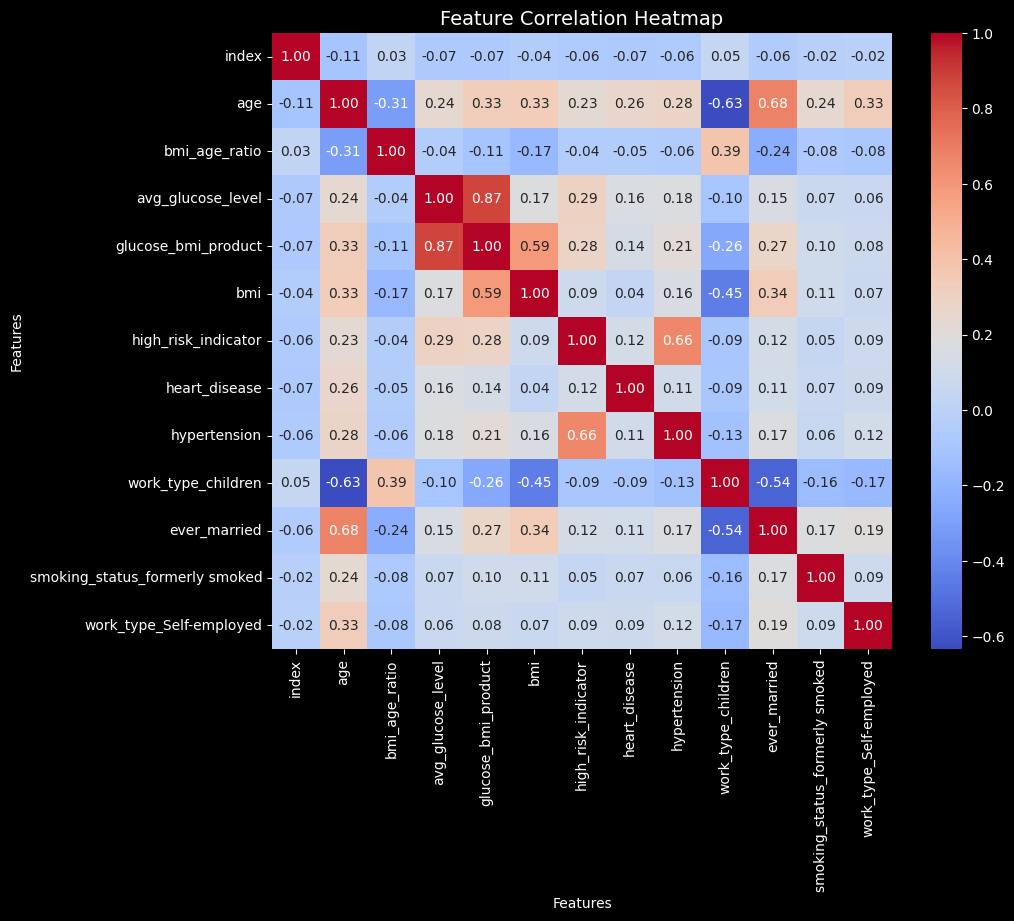 Feature Correlation Heatmap
index 1.00 -0.11 0.03 -0.07 -0.07 -0.04 -0.06 -0.07 -0.06 0.05 -0.06 -0.02 -0.02
age -0.11 1.00 -0.31 0.24 0.33 0.33 0.23 0.26 0.28 -0.63 0.68 0.24 0.33
bmi_age_ratio 0.03 -0.31 1.00 -0.04 -0.11 -0.17 -0.04 -0.05 -0.06 0.39 -0.24 -0.08 -0.08
avg_glucose_level -0.07 0.24 -0.04 1.00 0.87 0.17 0.29 0.16 0.18 -0.10 0.15 0.07 0.06
glucose_bmi_product -0.07 0.33 -0.11 0.87 1.00 0.59 0.28 0.14 0.21 -0.26 0.27 0.10 0.08
bmi -0.04 0.33 -0.17 0.17 0.59 1.00 0.09 0.04 0.16 -0.45 0.34 0.11 0.07
high_risk_indicator -0.06 0.23 -0.04 0.29 0.28 0.09 1.00 0.12 0.66 -0.09 0.12 0.05 0.09
heart_disease -0.07 0.26 -0.05 0.16 0.14 0.04 0.12 1.00 0.11 -0.09 0.11 0.07 0.09
hypertension -0.06 0.28 -0.06 0.18 0.21 0.16 0.66 0.11 1.00 -0.13 0.17 0.06 0.12
work_type_children 0.05 -0.63 0.39 -0.10 -0.26 -0.45 -0.09 -0.09 -0.13 1.00 -0.54 -0.16 -0.17
ever_married -0.06 0.68 -0.24 0.15 0.27 0.34 0.12 0.11 0.17 -0.54 1.00 0.17 0.19
smoking_status_formerly smoked -0.02 0.24 -0.08 0.07 0.10 0.11 0.05 0.07 0.06 -0.16 0.17 1.00 0.09
work_type_Self-employed -0.02 0.33 -0.08 0.06 0.08 0.07 0.09 0.09 0.12 -0.17 0.19 0.09 1.00
Features
index
age
bmi_age_ratio
avg_glucose_level
glucose_bmi_product
bmi
high_risk_indicator
heart_disease
hypertension
work_type_children
ever_married
smoking_status_formerly smoked
work_type_Self-employed
Features
1.0
0.8
0.6
0.4
0.2
0.0
−0.2
−0.4
−0.6